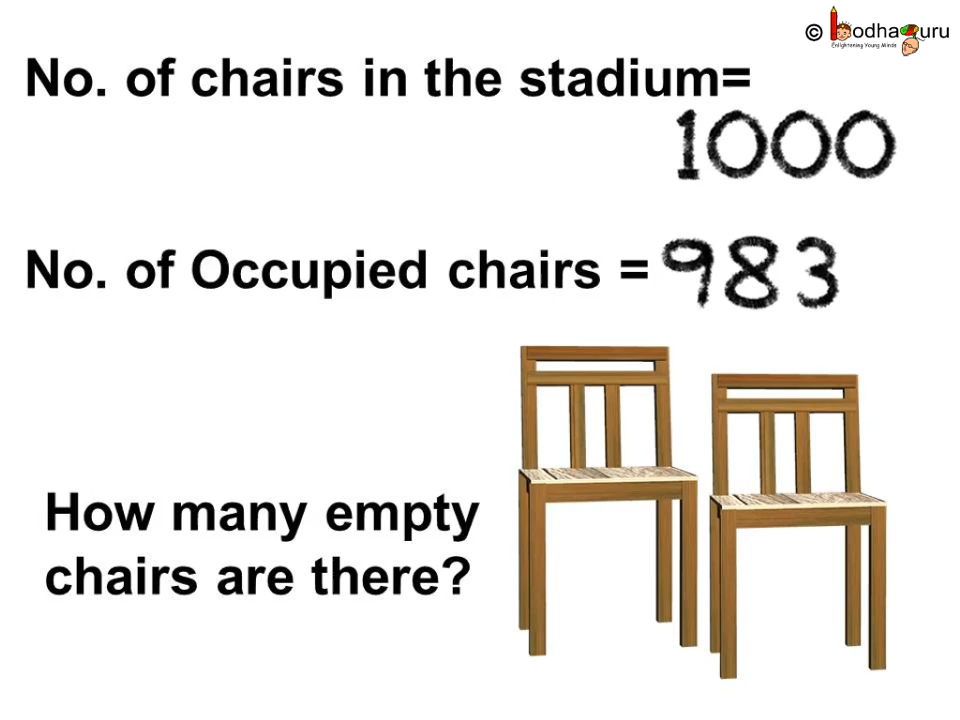 © bodhaguru
Enlightening Young Minds
No. of chairs in the stadium=
1000
No. of Occupied chairs = 983
How many empty
chairs are there?